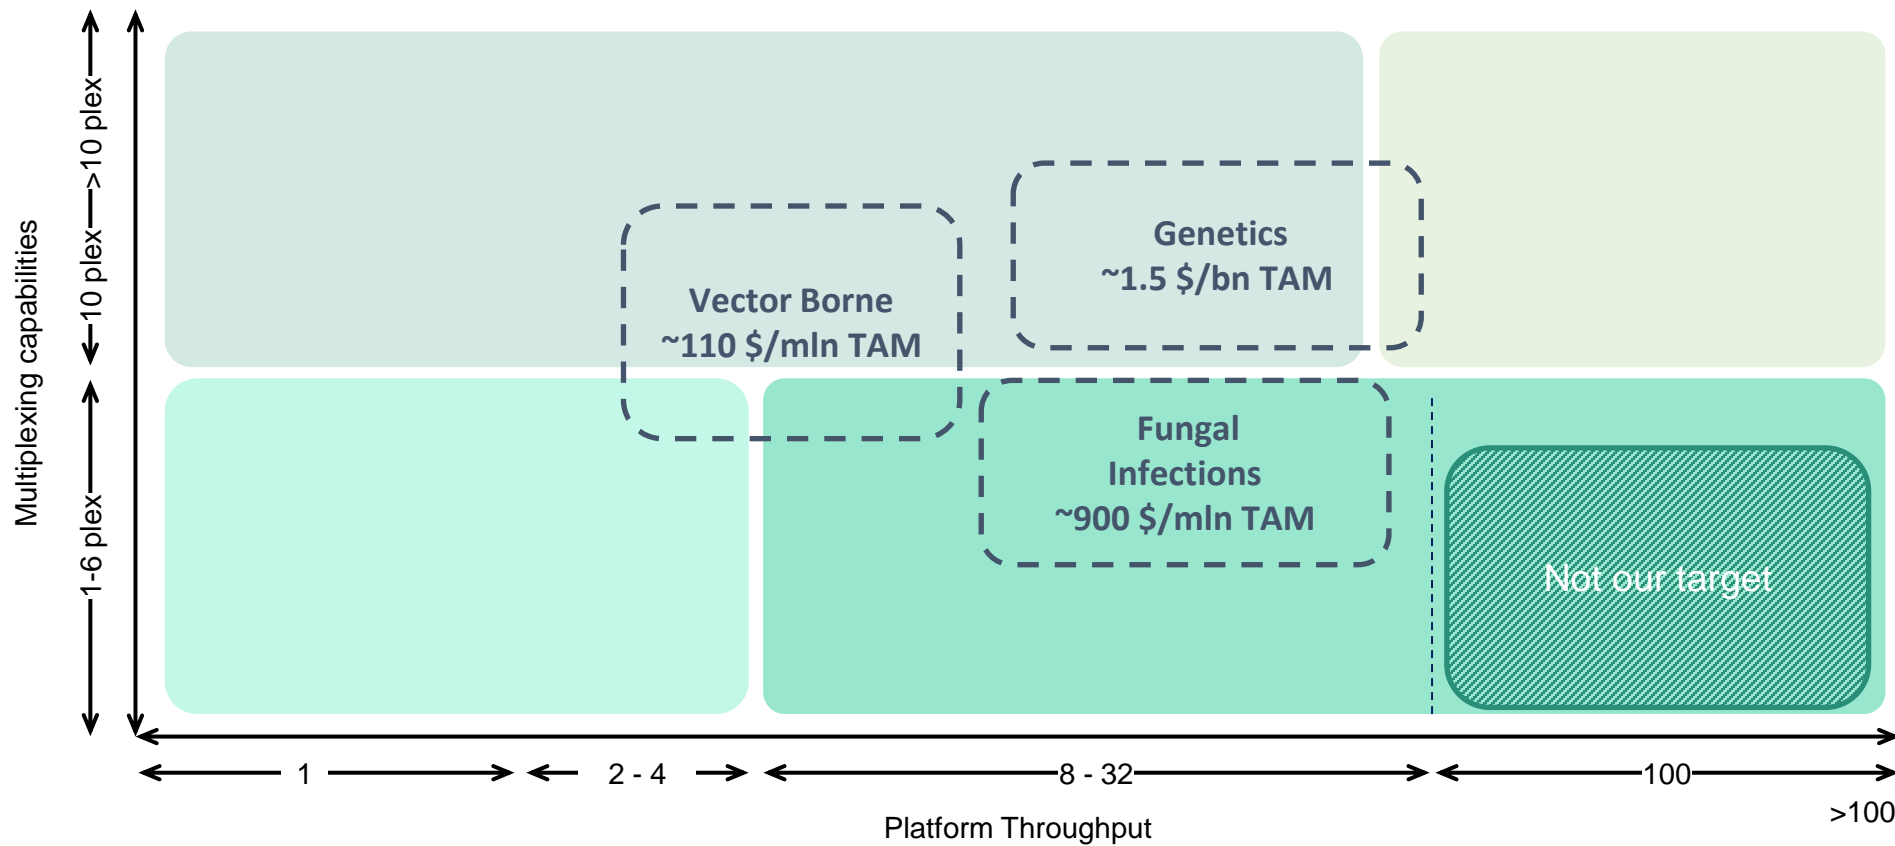 Multiplexing capabilities
>10 plex
10 plex
1-6 plex
Genetics
~1.5 $/bn TAM
Vector Borne
~110 $/mln TAM
Fungal
Infections
~900 $/mln TAM
Not our target
1
2 - 4
8 - 32
100
>100
Platform Throughput